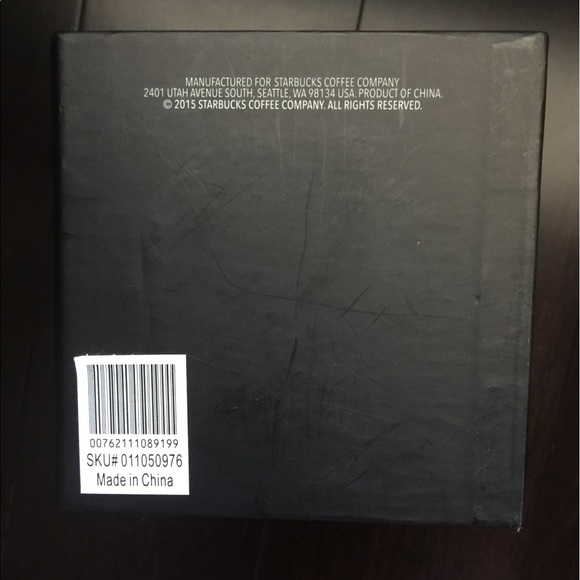 MANUFACTURED FOR STARBUCKS COFFEE COMPANY
2401 UTAH AVENUE SOUTH, SEATTLE, WA 98134 USA. PRODUCT OF CHINA.
© 2015 STARBUCKS COFFEE COMPANY. ALL RIGHTS RESERVED.
00762111089199
SKU# 011050976
Made in China